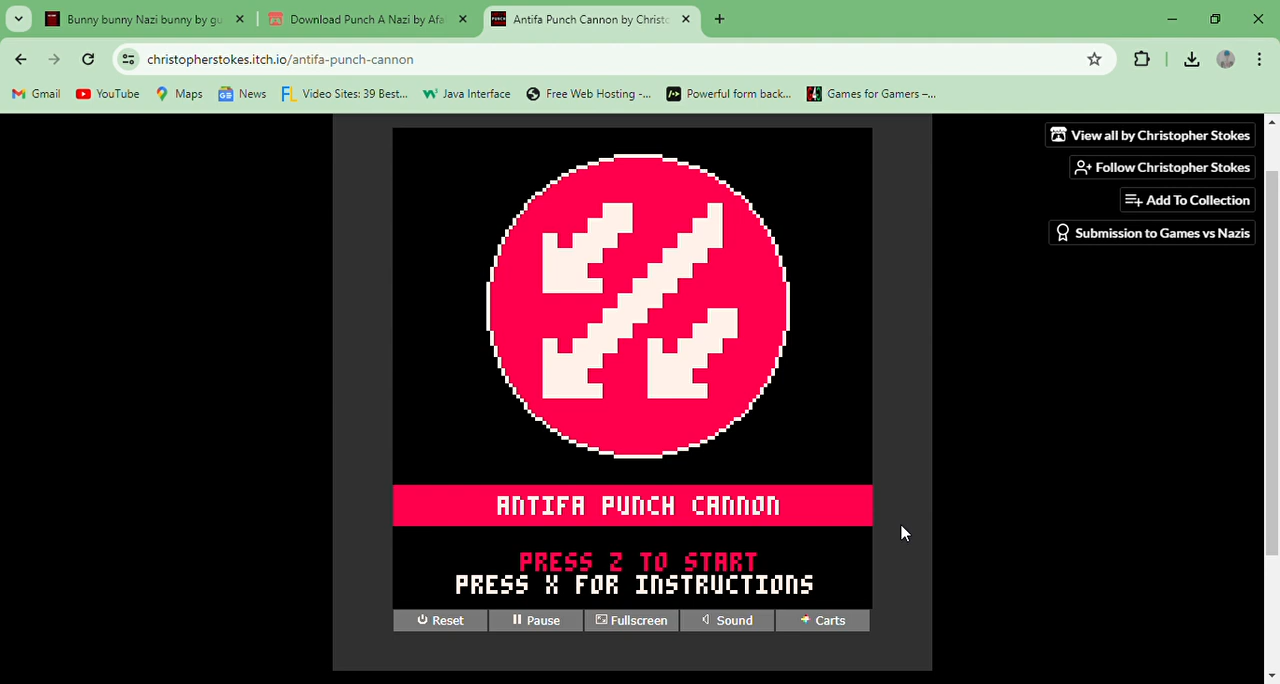 Bunny bunny Nazi bunny by gu
Download Punch A Nazi by Afa
Antifa Punch Cannon by Christo
christopherstokes.itch.io/antifa-punch-cannon
Gmail
YouTube
Maps
News
Video Sites: 39 Best...
Java Interface
Free Web Hosting -...
Powerful form back...
Games for Gamers –...
View all by Christopher Stokes
Follow Christopher Stokes
Add To Collection
Submission to Games vs Nazis
ANTIFA PUNCH CANNON
PRESS Z TO START
PRESS X FOR INSTRUCTIONS
Reset
Pause
Fullscreen
Sound
Carts